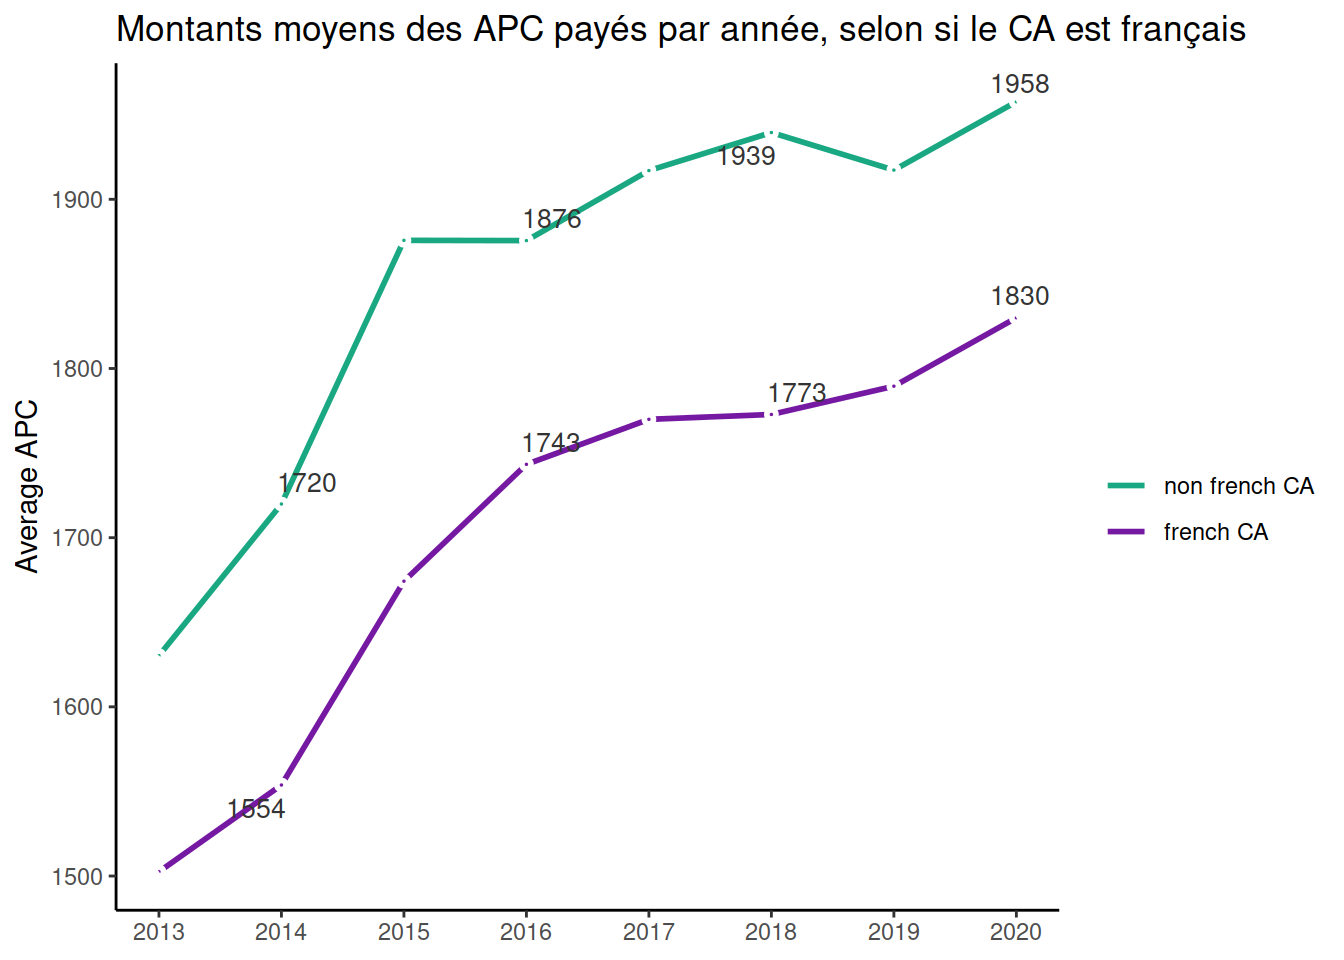 Montants moyens des APC payés par année, selon si le CA est français
1958
1939
1900
1876
1830
1800
1773
1743
Average APC
1720
non french CA
1700
french CA
1600
1554
1500
2013 2014 2015 2016 2017 2018 2019 2020